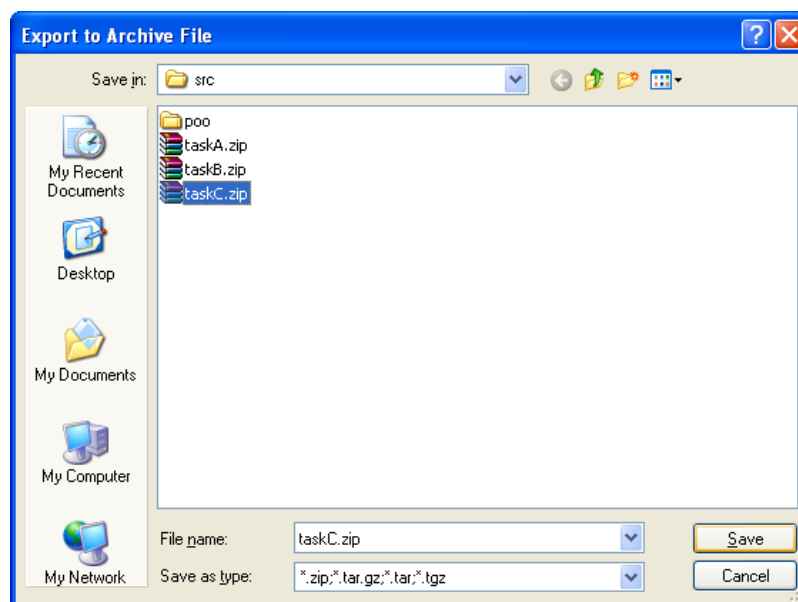 Export to Archive File
Save in:
src
My Recent
Documents
Desktop
My Documents
My Computer
My Network
poo
taskA.zip
taskB.zip
taskC.zip
File name:
taskC.zip
Save
Save as type:
*.zip;*.tar.gz;*.tar;*.tgz
Cancel